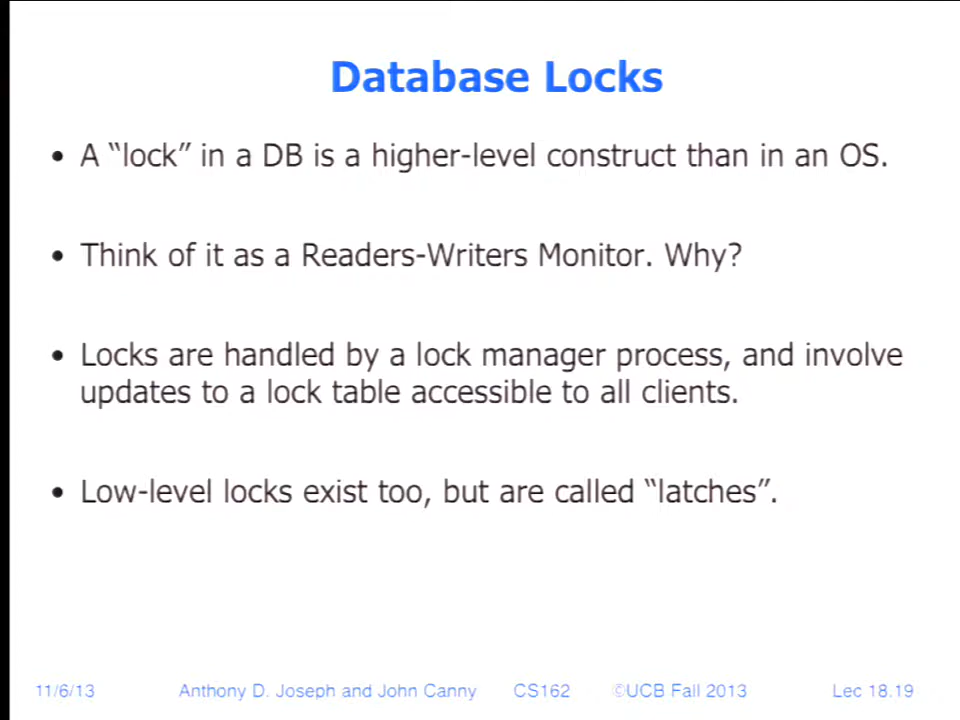 Database Locks
• A “lock” in a DB is a higher-level construct than in an OS.
• Think of it as a Readers-Writers Monitor. Why?
• Locks are handled by a lock manager process, and involve
updates to a lock table accessible to all clients.
• Low-level locks exist too, but are called “latches”.
11/6/13 Anthony D. Joseph and John Canny CS162 ©UCB Fall 2013 Lec 18.19